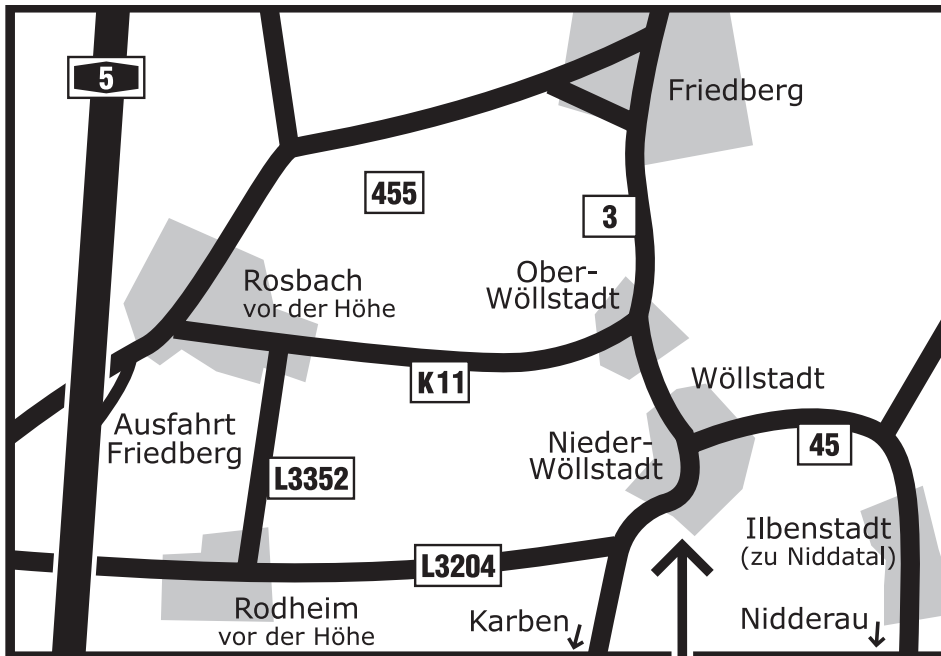 5
Friedberg
455
3
Rosbach
vor der Höhe
Ober-
Wöllstadt
K11
Wöllstadt
Ausfahrt
Friedberg
Nieder-
Wöllstadt
45
L3352
Ilbenstadt
(zu Niddatal)
L3204
Rodheim
vor der Höhe
Karben
Nidderau